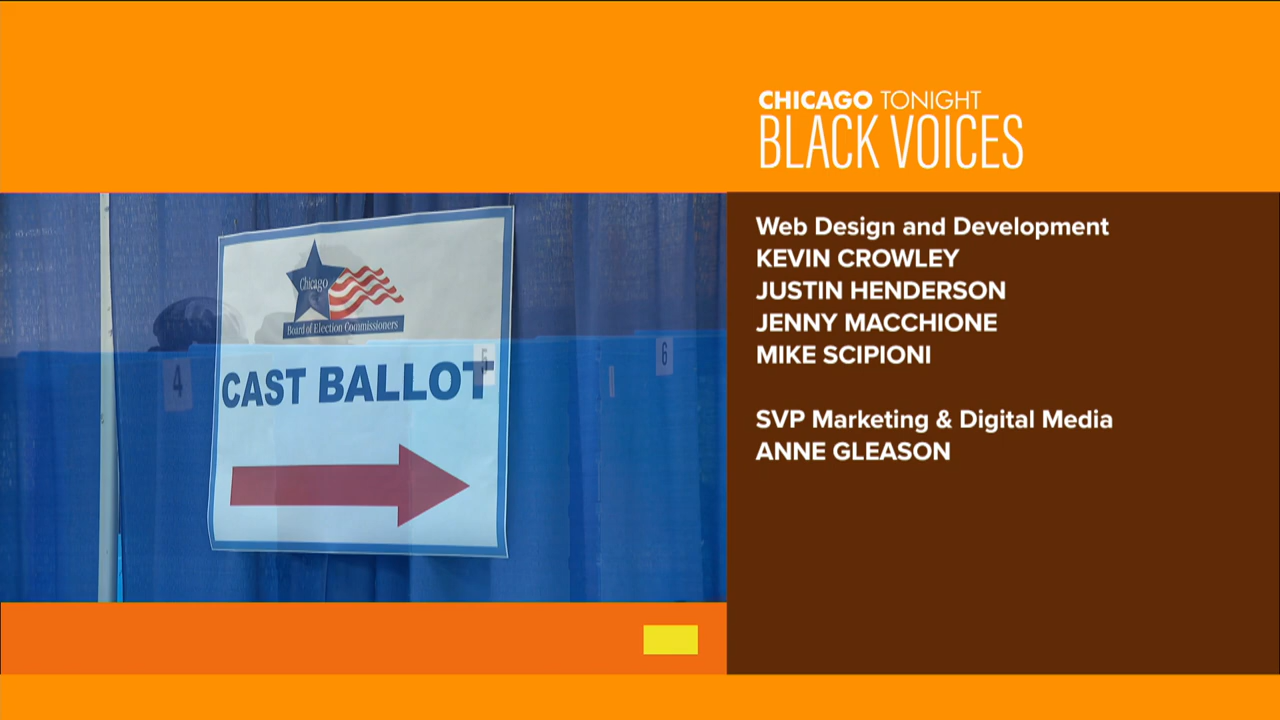 CHICAGO TONIGHT
BLACK VOICES
Web Design and Development
KEVIN CROWLEY
JUSTIN HENDERSON
JENNY MACCHIONE
MIKE SCIPIONI
SVP Marketing & Digital Media
ANNE GLEASON
Chicago
Board of Election Commissioners
4
5
6
CAST BALLOT